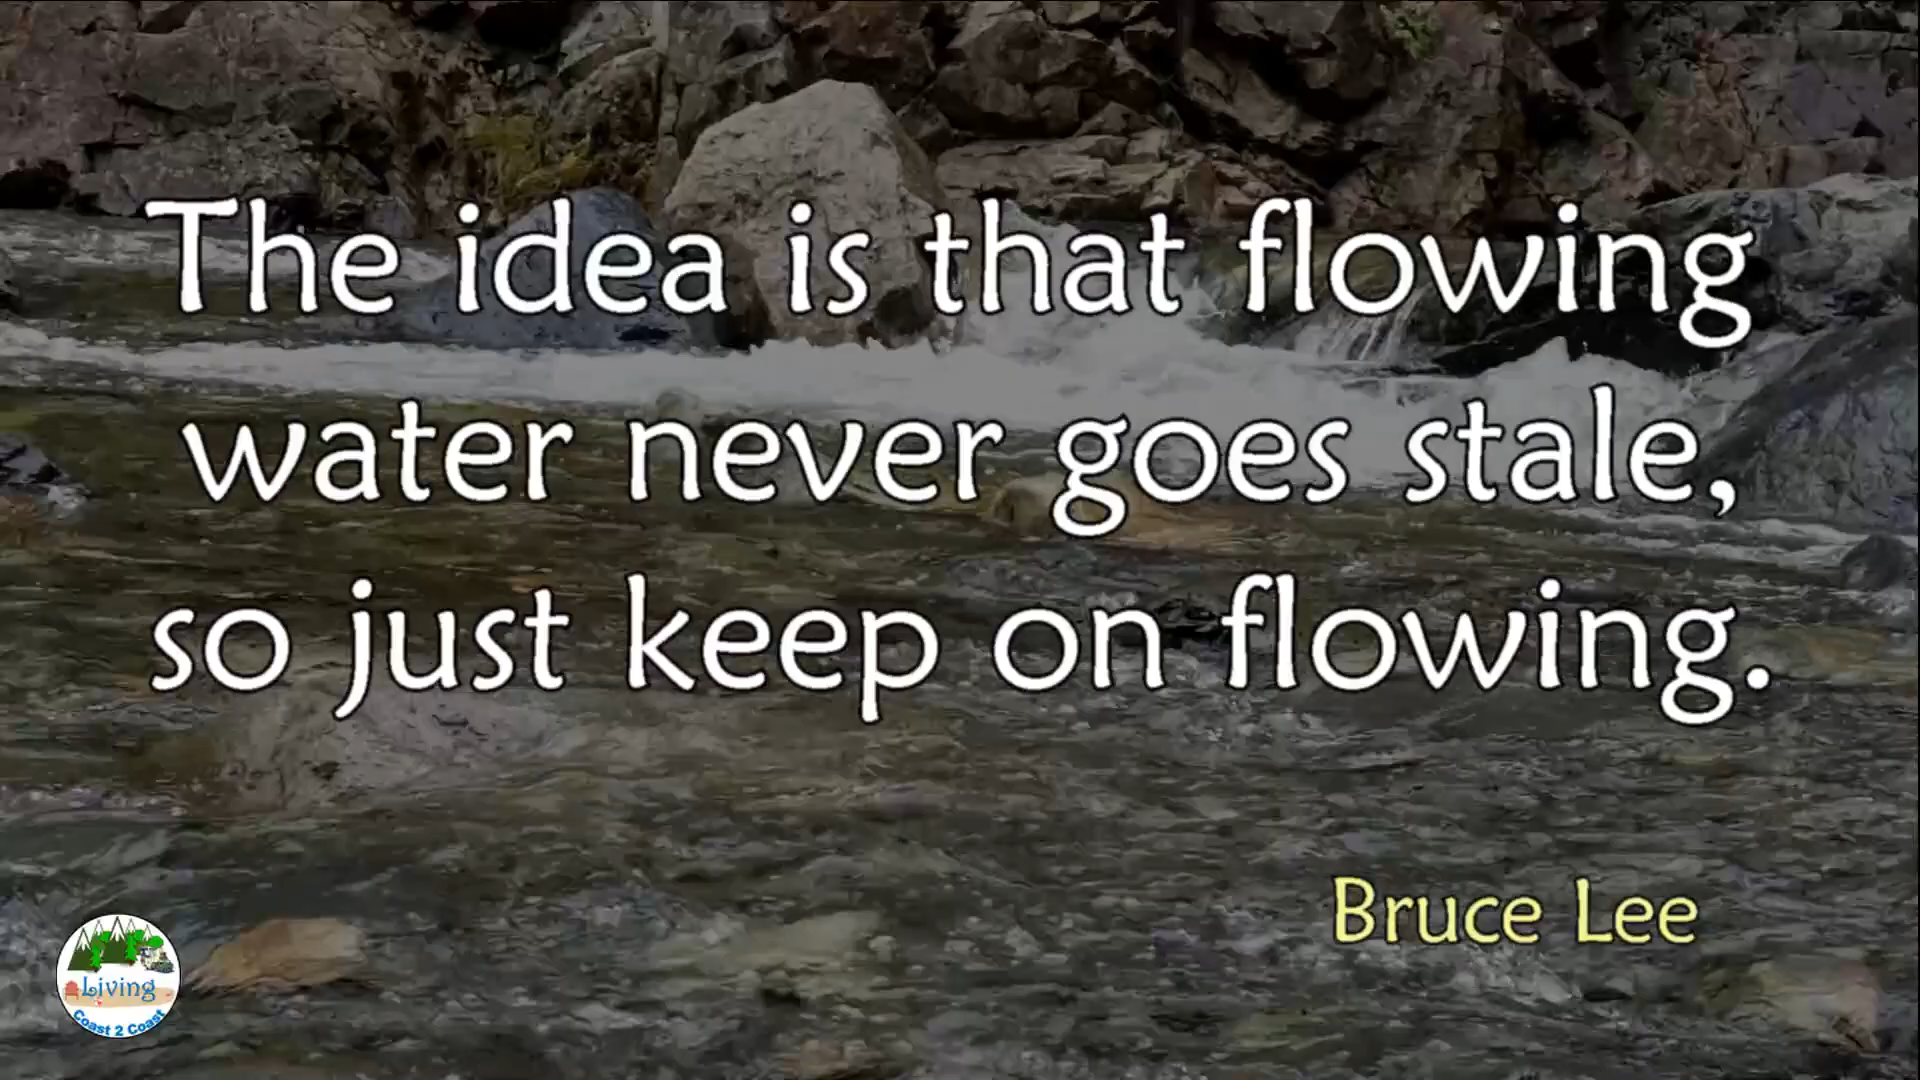 The idea is that flowing
water never goes stale,
so just keep on flowing.
Bruce Lee
Living
Coast 2 Coast